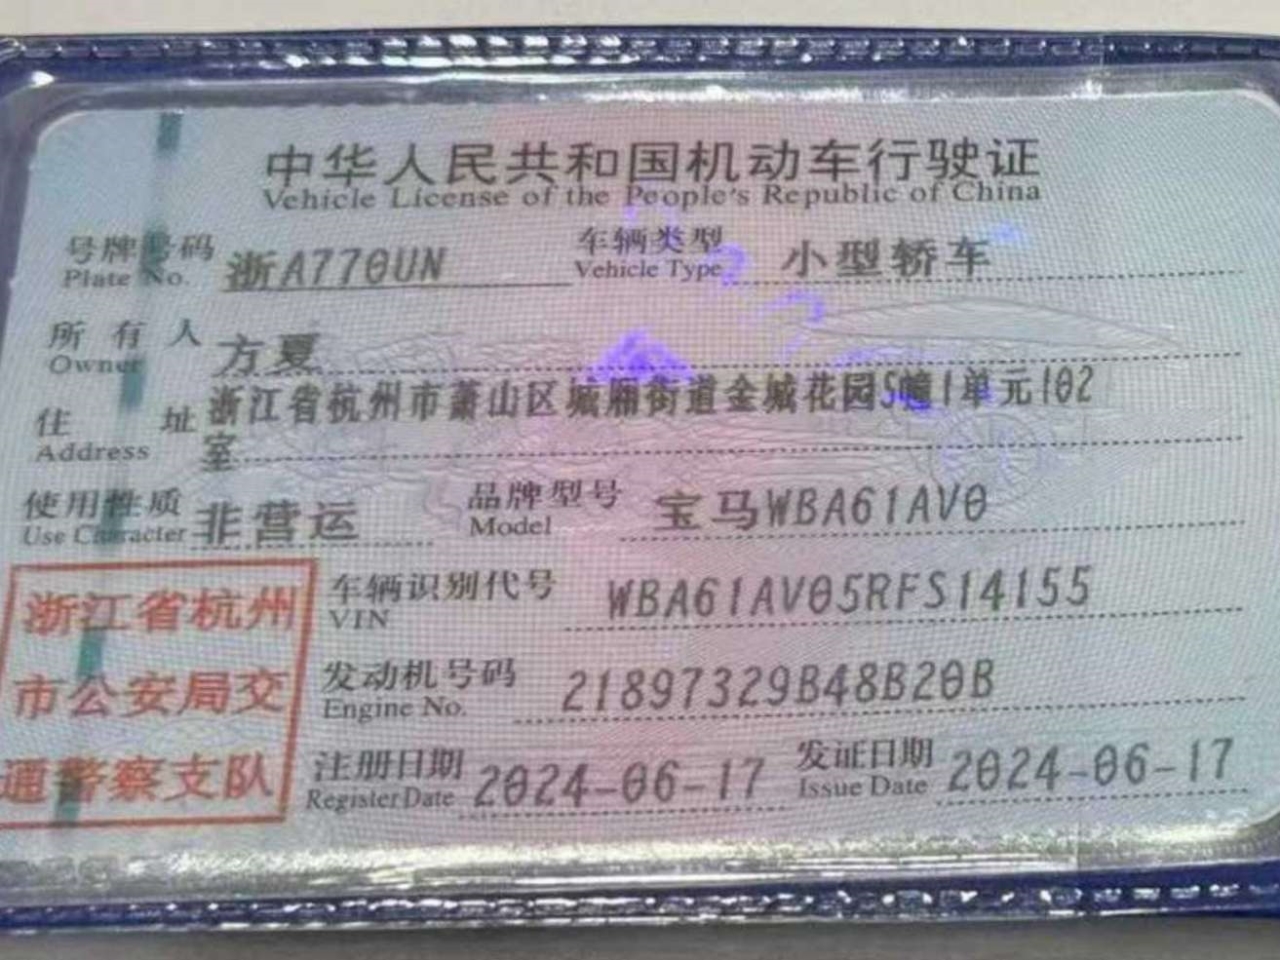 中华人民共和国机动车行驶证
Vehicle License of the People's Republic of China
号牌号码 浙A770UN 车辆类型 小型轿车
Plate No. Vehicle Type
所有人 方夏
Owner
住址 浙江省杭州市萧山区城厢街道金城花园5幢1单元102
Address 室
使用性质 非营运 品牌型号 宝马WBA61AV0
Use Character Model
车辆识别代号 WBA61AV05RFS14155
VIN
发动机号码 21897329B48B20B
Engine No.
注册日期 2024-06-17 发证日期 2024-06-17
Register Date Issue Date
浙江省杭州
市公安局交
通警察支队